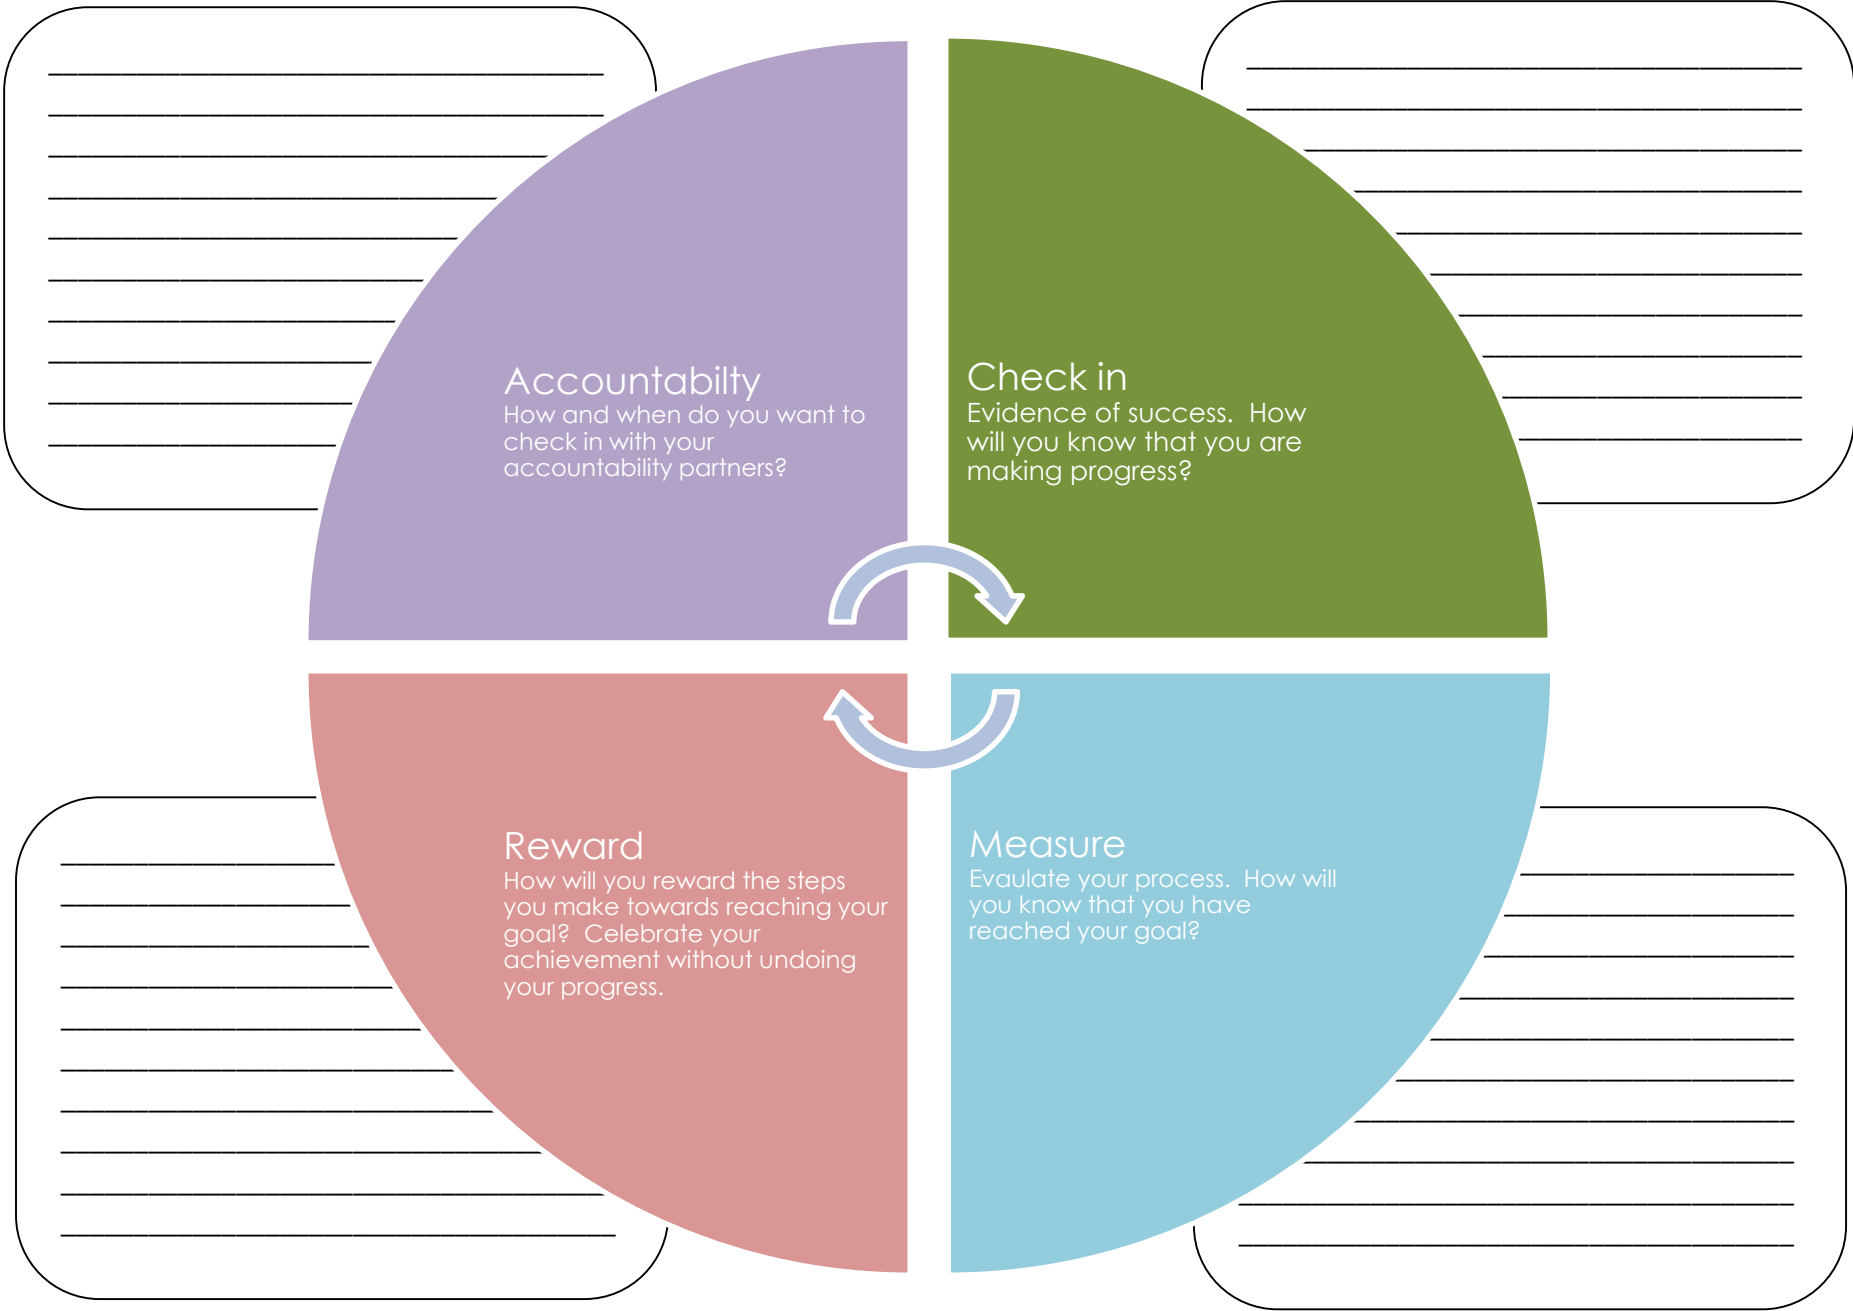 Accountabilty
How and when do you want to
check in with your
accountability partners?
Check in
Evidence of success.  How
will you know that you are
making progress?
Reward
How will you reward the steps
you make towards reaching your
goal?  Celebrate your
achievement without undoing
your progress.
Measure
Evaulate your process.  How will
you know that you have
reached your goal?